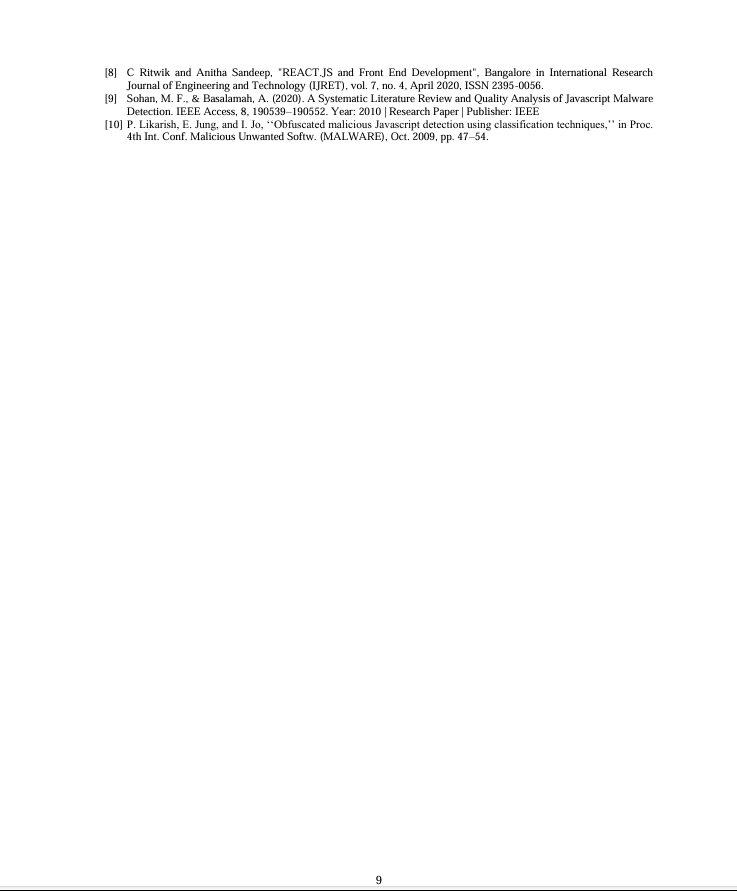 [8] C Ritwik and Anitha Sandeep, "REACT.JS and Front End Development", Bangalore in International Research
Journal of Engineering and Technology (IJRET), vol. 7, no. 4, April 2020, ISSN 2395-0056.
[9] Sohan, M. F., & Basalamah, A. (2020). A Systematic Literature Review and Quality Analysis of Javascript Malware
Detection. IEEE Access, 8, 190539–190552. Year: 2010 | Research Paper | Publisher: IEEE
[10] P. Likarish, E. Jung, and I. Jo, ‘‘Obfuscated malicious Javascript detection using classification techniques,’’ in Proc.
4th Int. Conf. Malicious Unwanted Softw. (MALWARE), Oct. 2009, pp. 47–54.
9